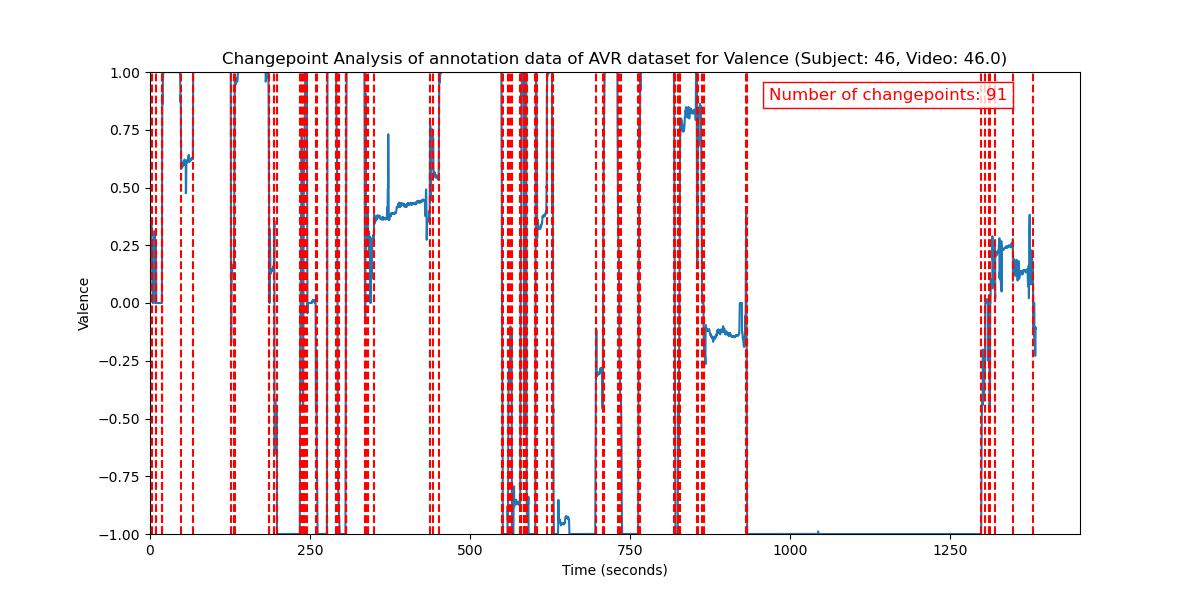 Changepoint Analysis of annotation data of AVR dataset for Valence (Subject: 46, Video: 46.0)
Number of changepoints: 91
Valence
1.00
0.75
0.50
0.25
0.00
−0.25
−0.50
−0.75
−1.00
0 250 500 750 1000 1250
Time (seconds)